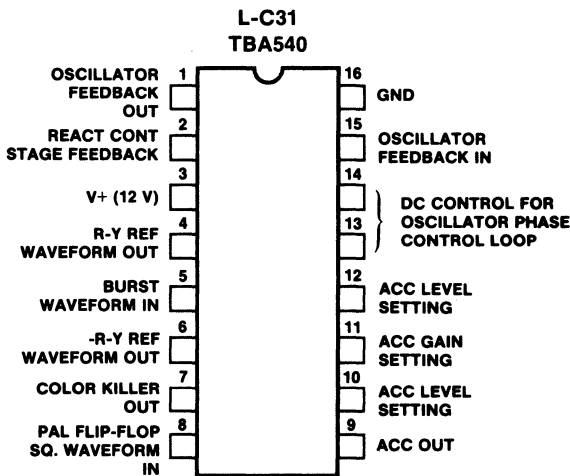 L-C31
TBA540
OSCILLATOR
FEEDBACK
OUT
1
REACT CONT
STAGE FEEDBACK
2
V+ (12 V)
3
R-Y REF
WAVEFORM OUT
4
BURST
WAVEFORM IN
5
-R-Y REF
WAVEFORM OUT
6
COLOR KILLER
OUT
7
PAL FLIP-FLOP
SQ. WAVEFORM
IN
8
16
GND
15
OSCILLATOR
FEEDBACK IN
14
13
DC CONTROL FOR
OSCILLATOR PHASE
CONTROL LOOP
12
ACC LEVEL
SETTING
11
ACC GAIN
SETTING
10
ACC LEVEL
SETTING
9
ACC OUT